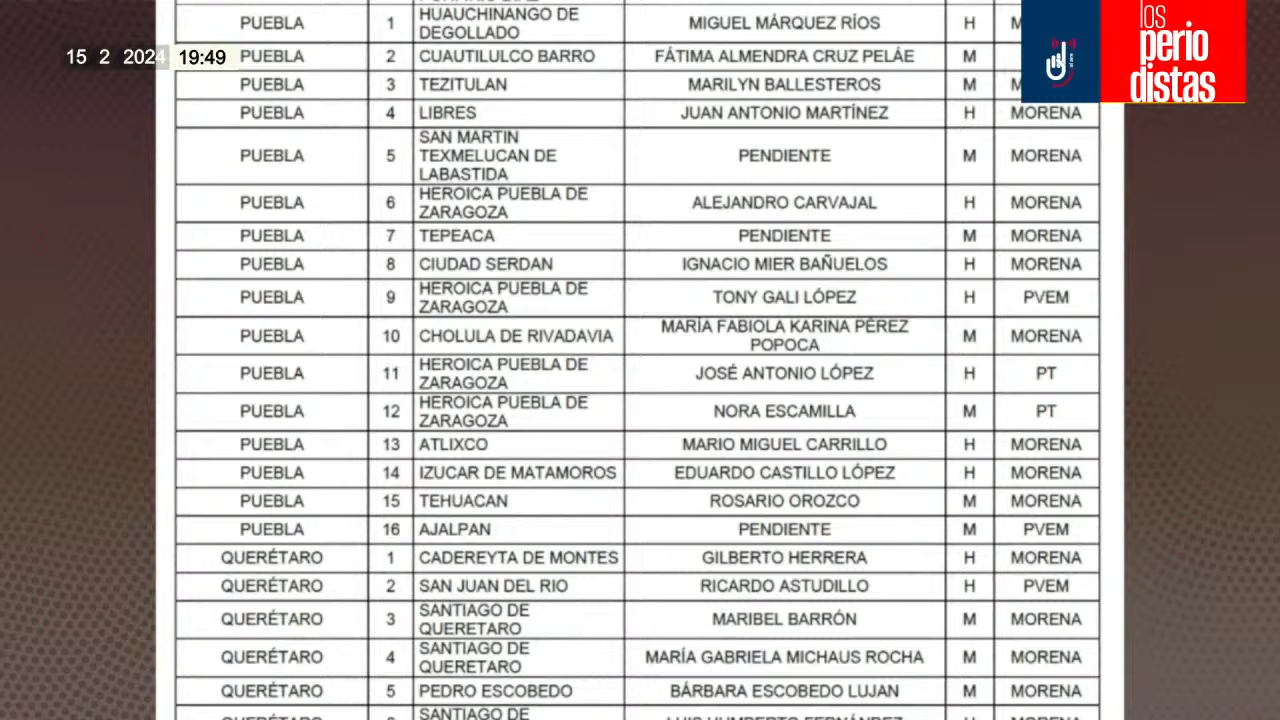 15 2 2024 19:49
los
perio
distas
PUEBLA 1 HUAUCHINANGO DE DEGOLLADO MIGUEL MÁRQUEZ RÍOS H
PUEBLA 2 CUAUTILULCO BARRO FÁTIMA ALMENDRA CRUZ PELÁE M
PUEBLA 3 TEZITULAN MARILYN BALLESTEROS M
PUEBLA 4 LIBRES JUAN ANTONIO MARTÍNEZ H MORENA
PUEBLA 5 SAN MARTIN TEXMELUCAN DE LABASTIDA PENDIENTE M MORENA
PUEBLA 6 HEROICA PUEBLA DE ZARAGOZA ALEJANDRO CARVAJAL H MORENA
PUEBLA 7 TEPEACA PENDIENTE M MORENA
PUEBLA 8 CIUDAD SERDAN IGNACIO MIER BAÑUELOS H MORENA
PUEBLA 9 HEROICA PUEBLA DE ZARAGOZA TONY GALI LÓPEZ H PVEM
PUEBLA 10 CHOLULA DE RIVADAVIA MARÍA FABIOLA KARINA PÉREZ POPOCA M MORENA
PUEBLA 11 HEROICA PUEBLA DE ZARAGOZA JOSÉ ANTONIO LÓPEZ H PT
PUEBLA 12 HEROICA PUEBLA DE ZARAGOZA NORA ESCAMILLA M PT
PUEBLA 13 ATLIXCO MARIO MIGUEL CARRILLO H MORENA
PUEBLA 14 IZUCAR DE MATAMOROS EDUARDO CASTILLO LÓPEZ H MORENA
PUEBLA 15 TEHUACAN ROSARIO OROZCO M MORENA
PUEBLA 16 AJALPAN PENDIENTE M PVEM
QUERÉTARO 1 CADEREYTA DE MONTES GILBERTO HERRERA H MORENA
QUERÉTARO 2 SAN JUAN DEL RIO RICARDO ASTUDILLO H PVEM
QUERÉTARO 3 SANTIAGO DE QUERETARO MARIBEL BARRÓN M MORENA
QUERÉTARO 4 SANTIAGO DE QUERETARO MARÍA GABRIELA MICHAUS ROCHA M MORENA
QUERÉTARO 5 PEDRO ESCOBEDO BÁRBARA ESCOBEDO LUJAN M MORENA
SANTIAGO DE LUIS HUMBERTO FERNÁNDEZ